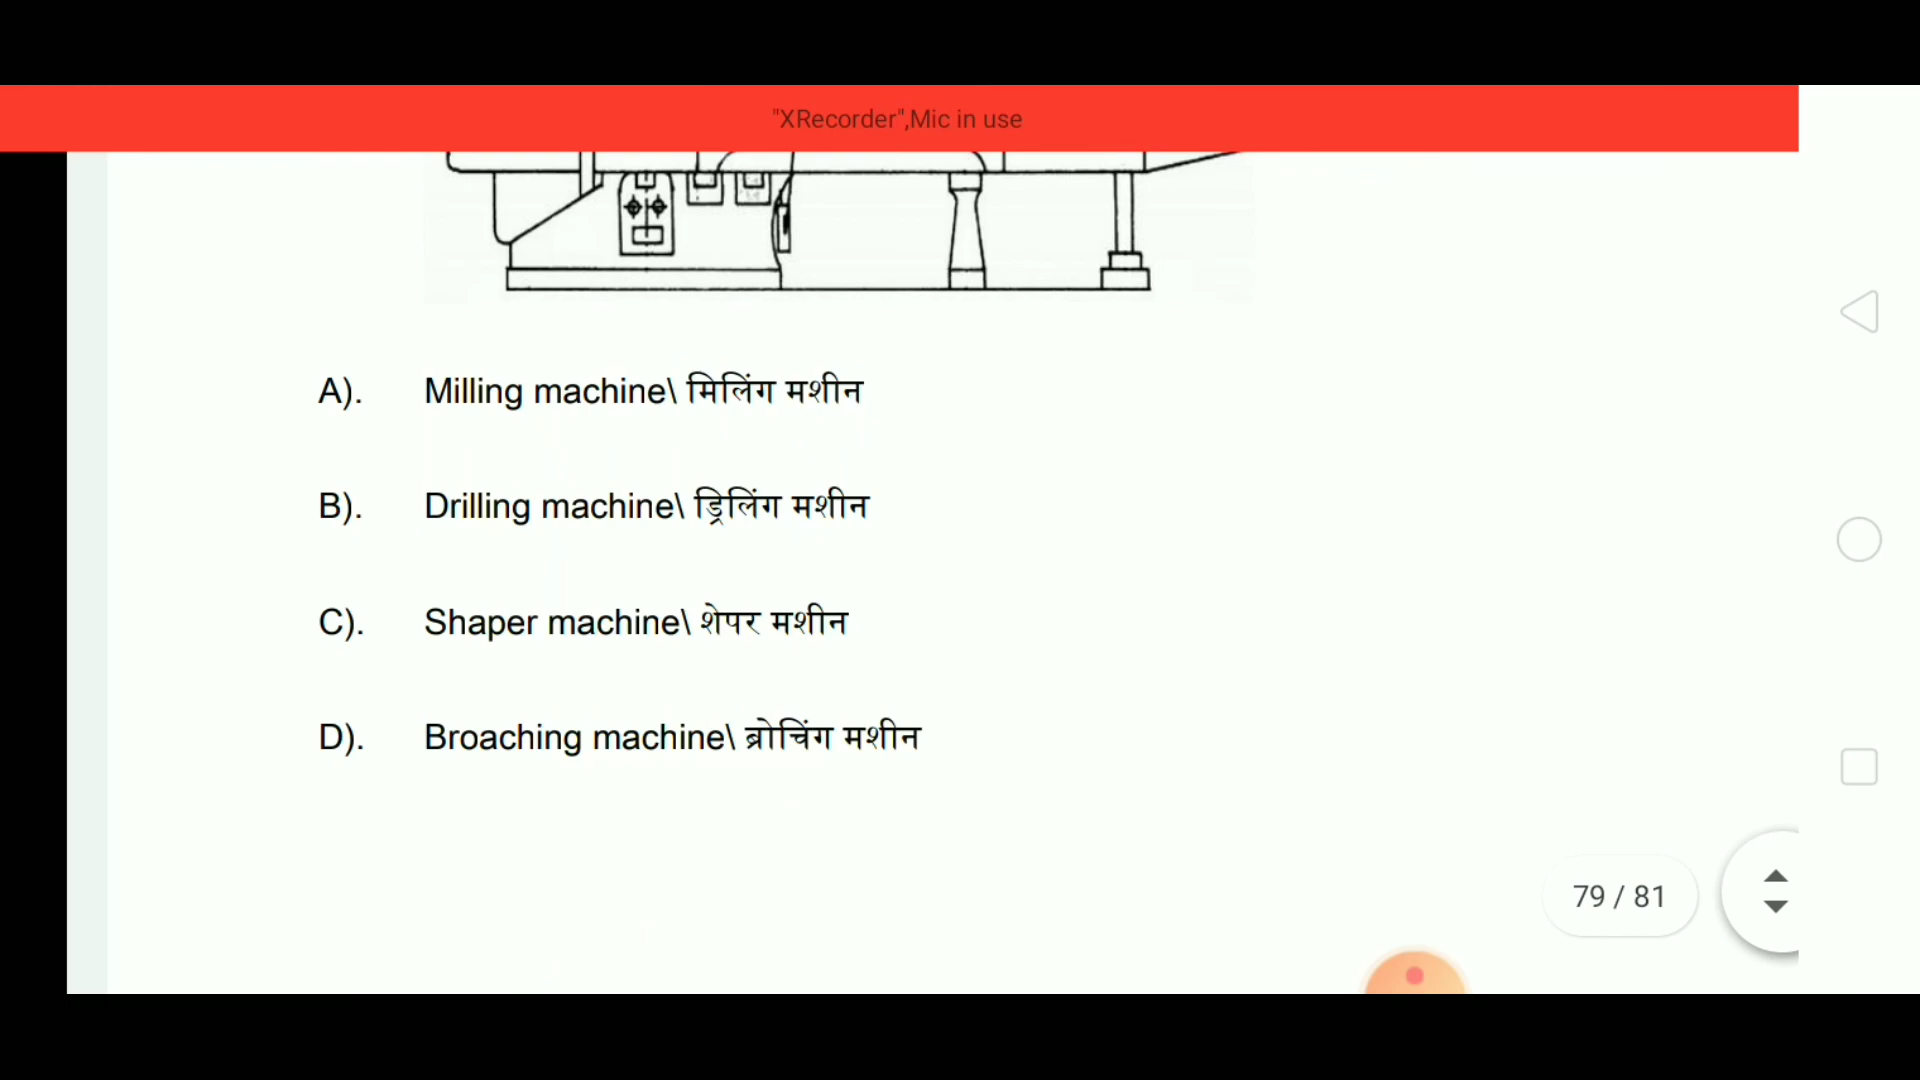 "XRecorder",Mic in use
A). Milling machine\ मिलिंग मशीन
B). Drilling machine\ ड्रिलिंग मशीन
C). Shaper machine\ शेपर मशीन
D). Broaching machine\ ब्रोचिंग मशीन
79 / 81